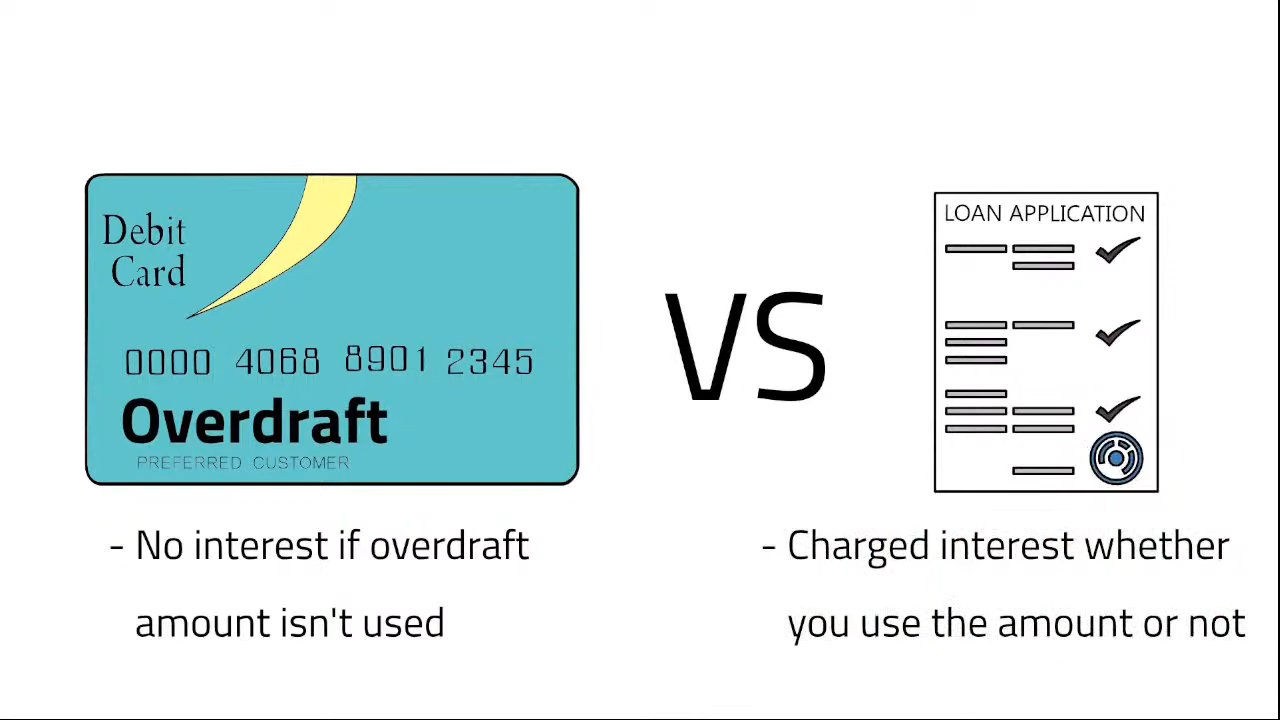 Debit
Card
0000 4068 8901 2345
Overdraft
PREFERRED CUSTOMER
VS
LOAN APPLICATION
- No interest if overdraft
amount isn't used
- Charged interest whether
you use the amount or not